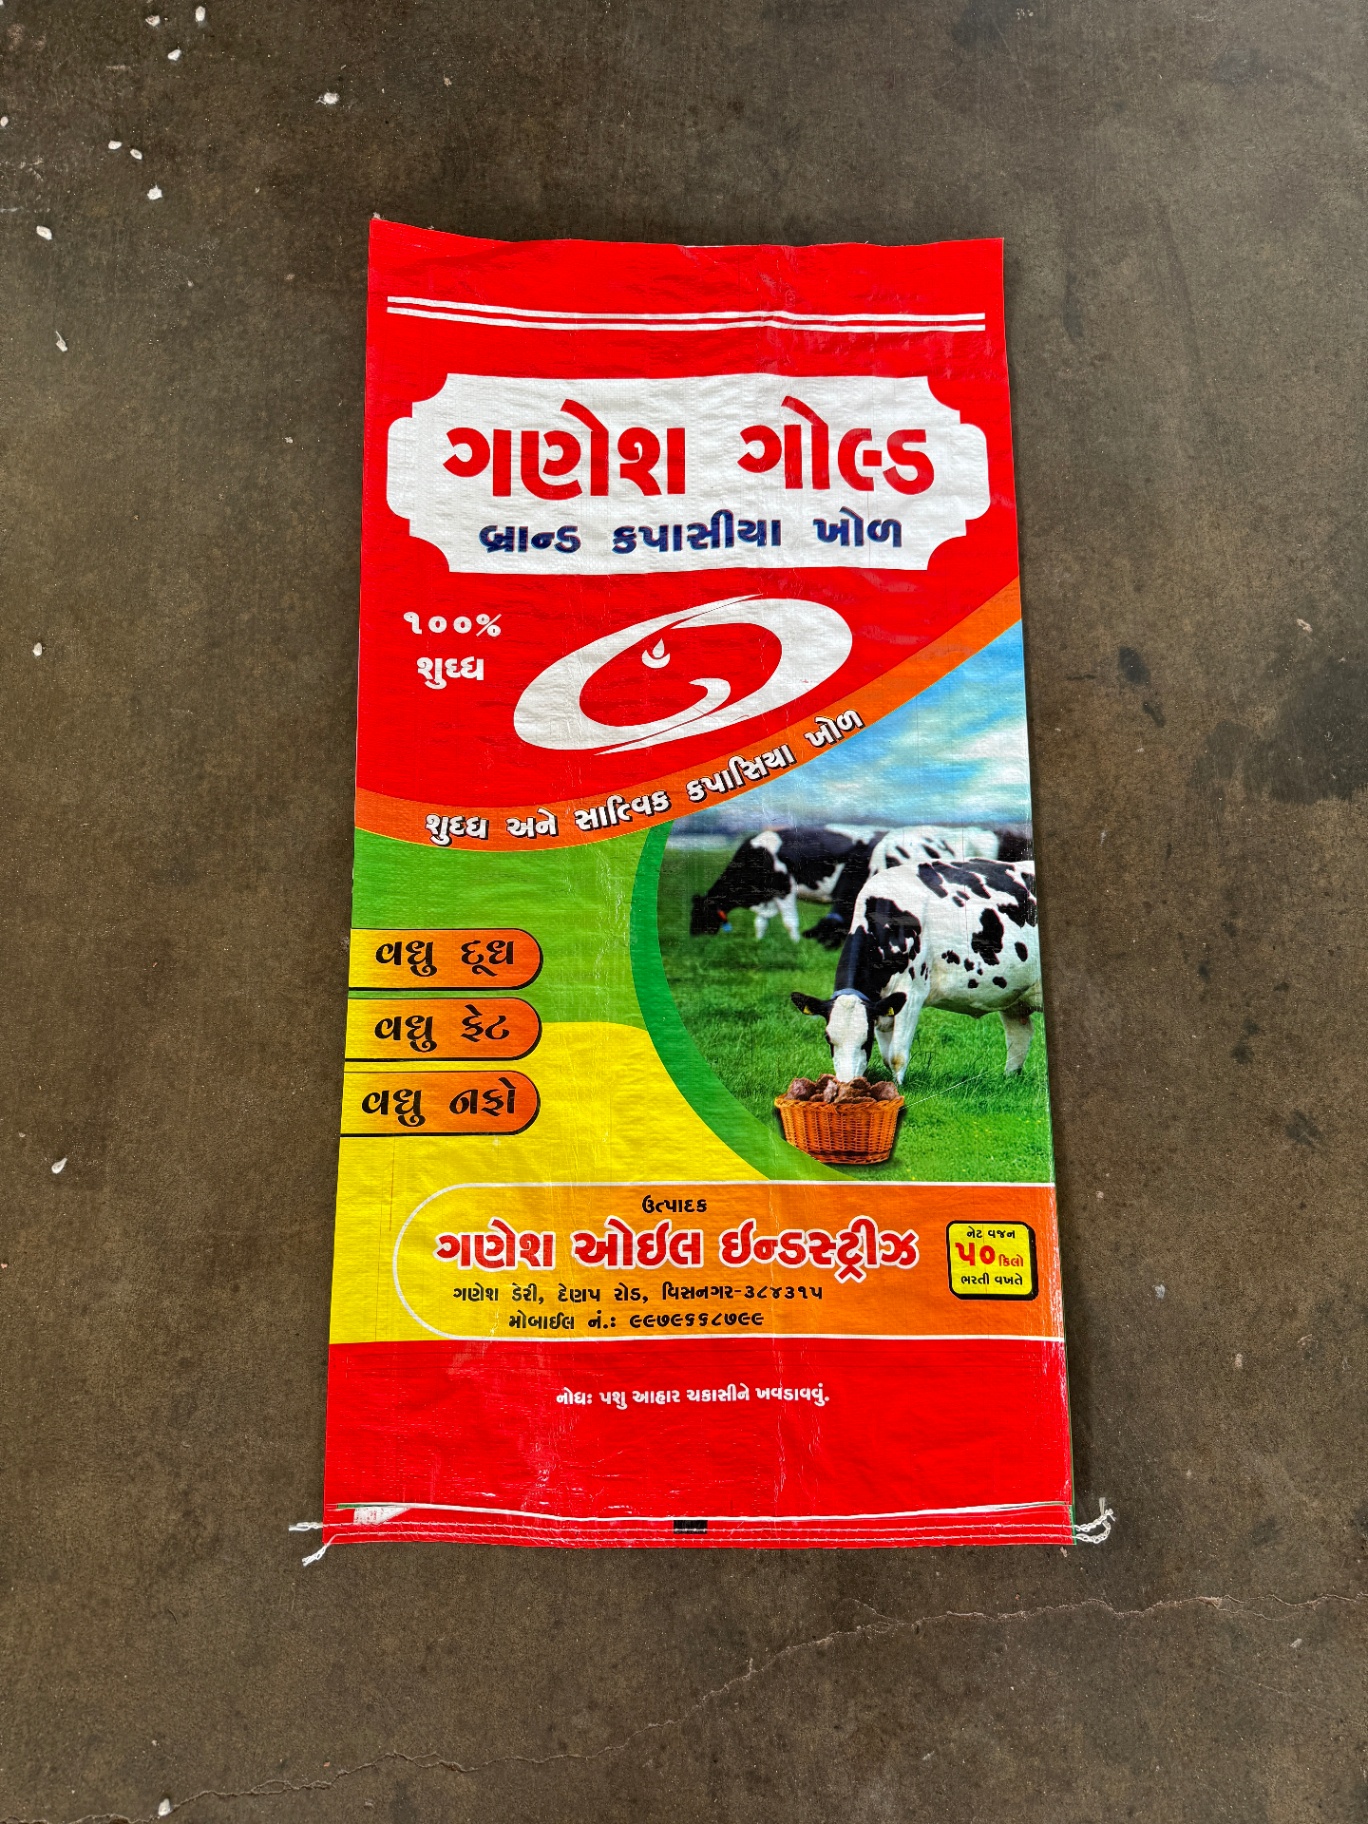 ગણેશ ગોલ્ડ
બ્રાન્ડ કપાસીયા ખોળ
૧૦૦%
શુદ્ધ
શુદ્ધ અને સાત્વિક કપાસિયા ખોળ
વધુ દૂધ
વધુ ફેટ
વધુ નફો
ઉત્પાદક
ગણેશ ઓઈલ ઈન્ડસ્ટ્રીઝ
ગણેશ ડેરી, દેણપ રોડ, વિસનગર-૩૮૪૩૧૫
મોબાઈલ નં.: ૯૯૭૯૬૬૮૭૯૯
નેટ વજન
૫૦ કિલો
ભરતી વખતે
નોધઃ પશુ આહાર ચકાસીને ખવડાવવું.